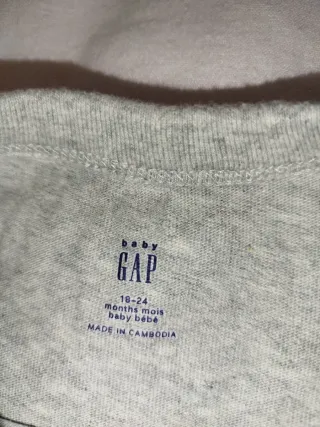 baby
GAP
18-24
months mois
baby bébé
MADE IN CAMBODIA